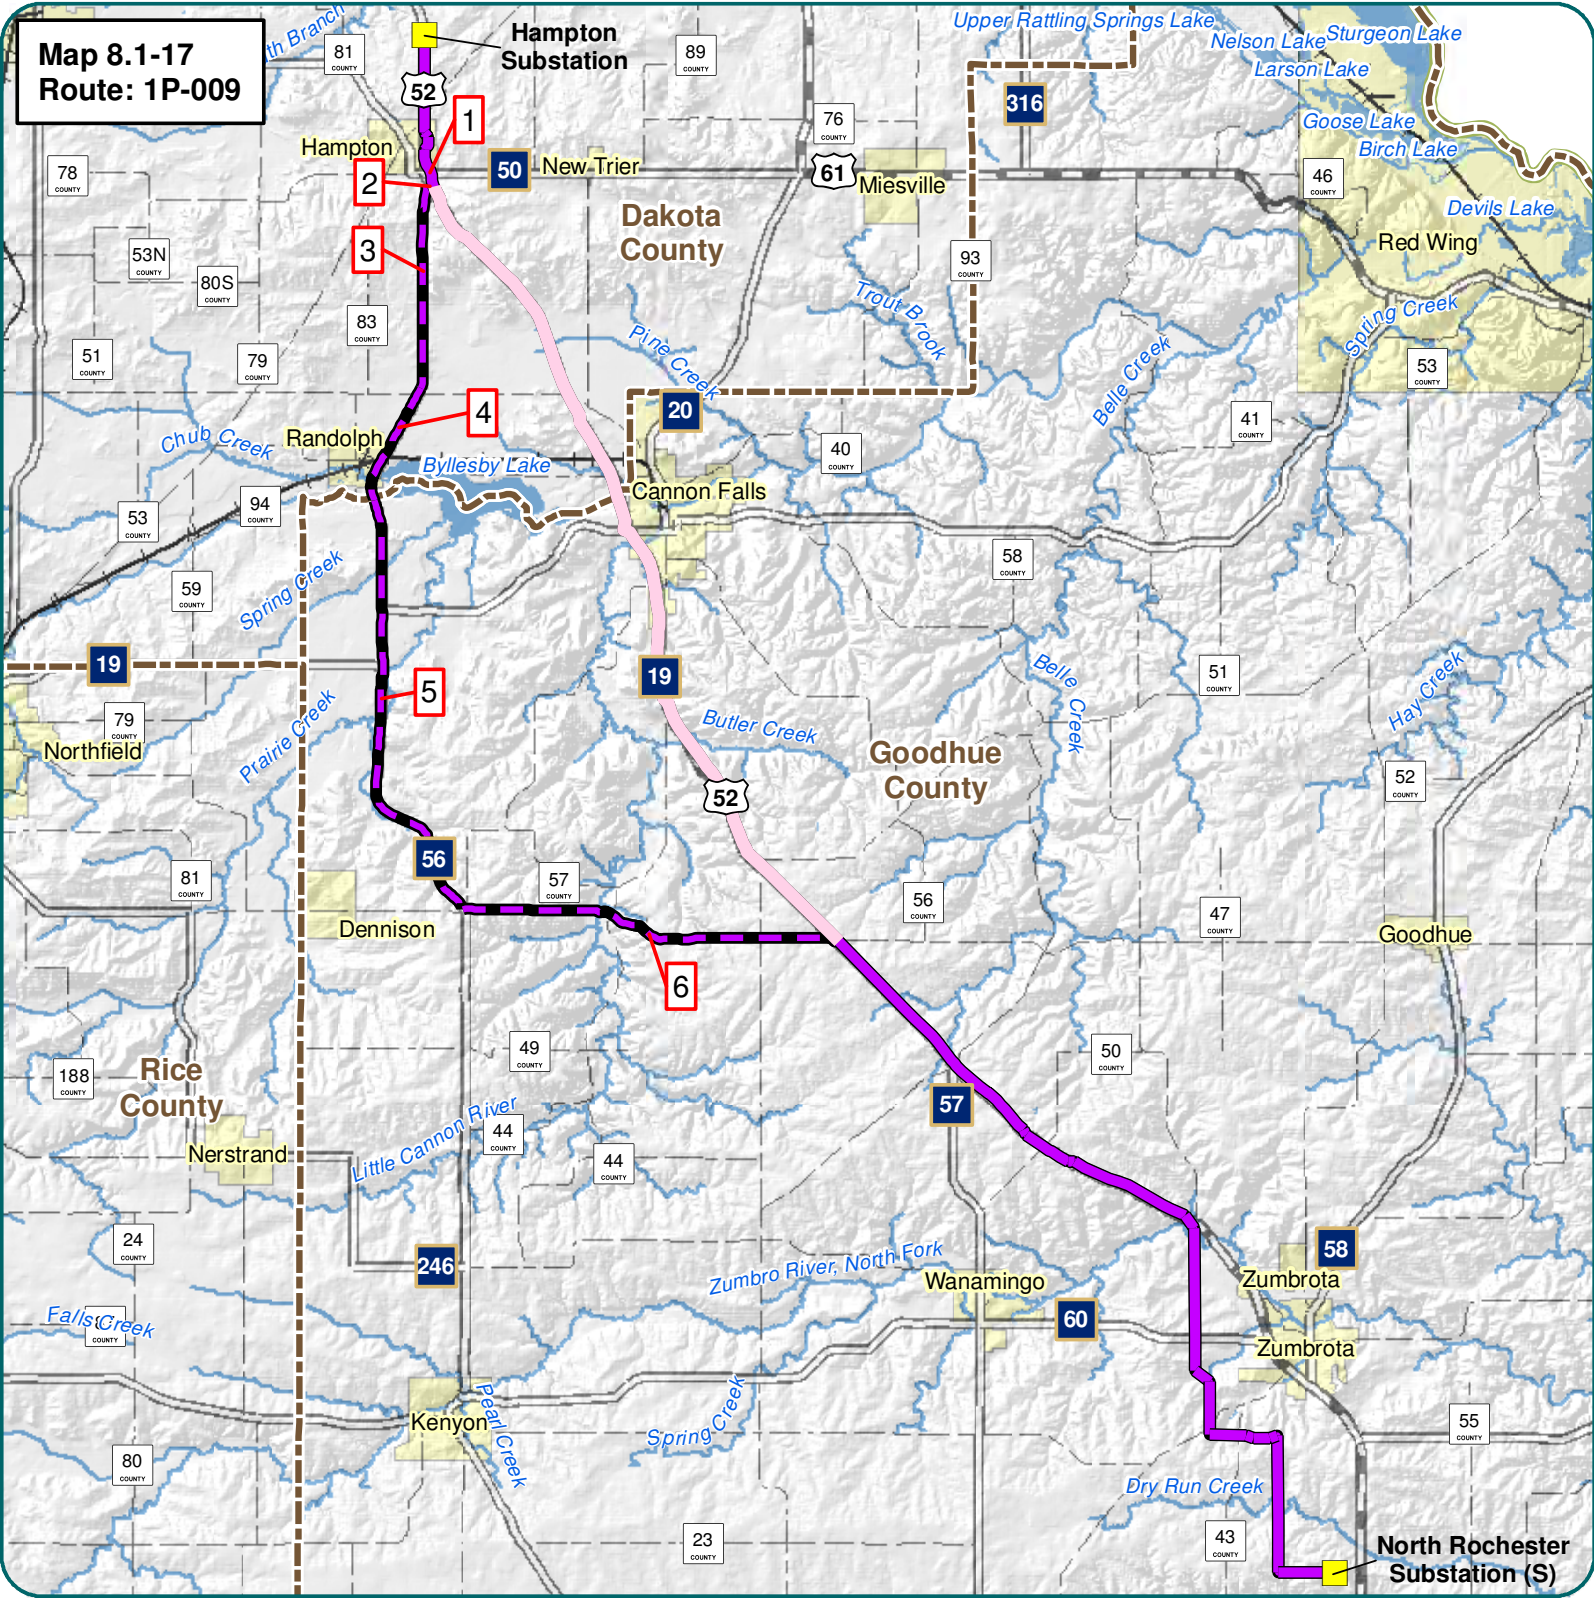 Map 8.1-17
Route: 1P-009
th Branch
81
COUNTY
Hampton
Substation
89
COUNTY
Upper Rattling Springs Lake
Nelson Lake
Sturgeon Lake
Larson Lake
52
316
1
76
COUNTY
Goose Lake
Birch Lake
Hampton
50
New Trier
61
Miesville
46
COUNTY
78
COUNTY
2
Devils Lake
Dakota
County
Red Wing
3
53N
COUNTY
80S
COUNTY
93
COUNTY
Trout Brook
83
COUNTY
Spring Creek
51
COUNTY
79
COUNTY
Pine Creek
Belle Creek
53
COUNTY
4
20
41
COUNTY
Chub Creek
Randolph
40
COUNTY
Byllesby Lake
Cannon Falls
94
COUNTY
53
COUNTY
58
COUNTY
59
COUNTY
Spring Creek
19
19
5
Belle
Creek
51
COUNTY
Hay Creek
79
COUNTY
Northfield
Prairie Creek
Butler Creek
Goodhue
County
52
52
COUNTY
56
81
COUNTY
57
COUNTY
56
COUNTY
47
COUNTY
Dennison
Goodhue
6
49
COUNTY
50
COUNTY
188
COUNTY
Rice
County
57
Little Cannon River
44
COUNTY
44
COUNTY
Nerstrand
24
COUNTY
246
58
Zumbro River, North Fork
Wanamingo
Zumbrota
Falls Creek
COUNTY
60
Zumbrota
Kenyon
Pearl Creek
Spring Creek
55
COUNTY
80
COUNTY
Dry Run Creek
23
COUNTY
43
COUNTY
North Rochester
Substation (S)